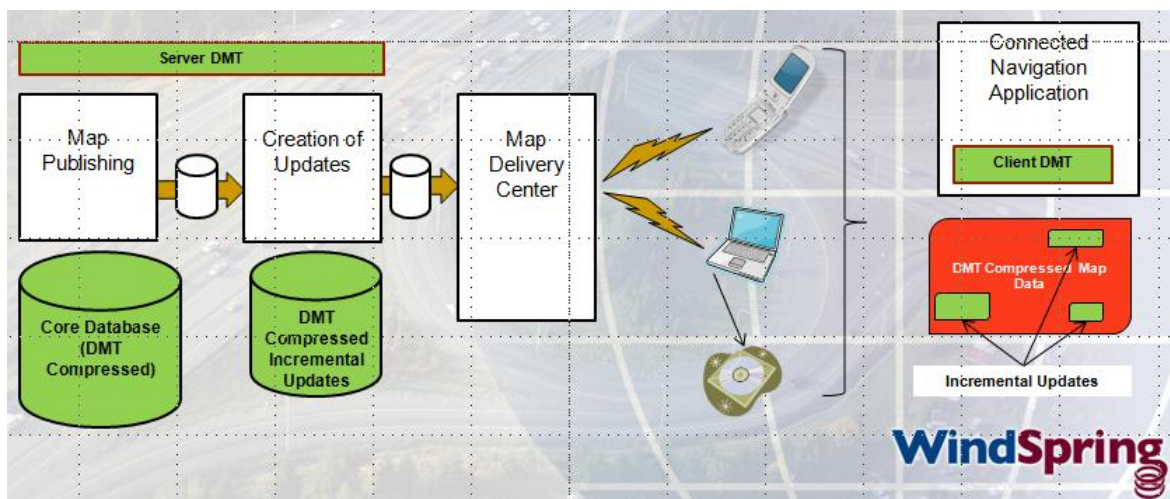 Server DMT
Map
Publishing
Creation of
Updates
Map
Delivery
Center
Core Database
(DMT
Compressed)
DMT
Compressed
Incremental
Updates
Connected
Navigation
Application
Client DMT
DMT Compressed Map
Data
Incremental Updates
WindSpring